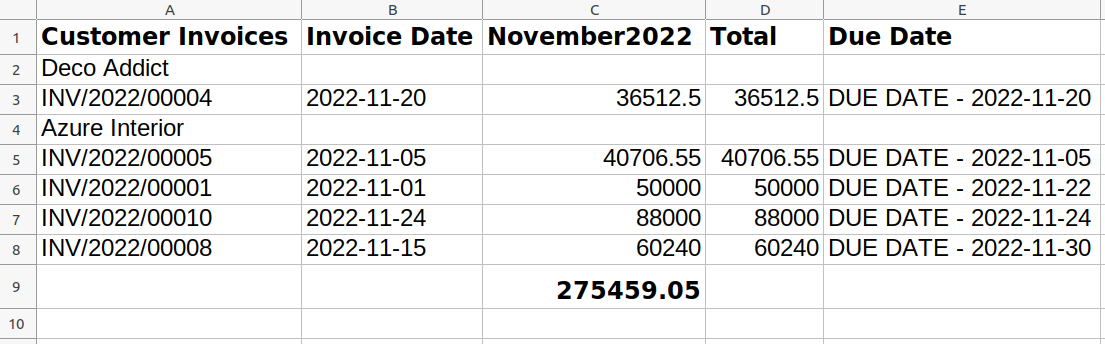 A B C D E
1 Customer Invoices Invoice Date November2022 Total Due Date
2 Deco Addict
3 INV/2022/00004 2022-11-20 36512.5 36512.5 DUE DATE - 2022-11-20
4 Azure Interior
5 INV/2022/00005 2022-11-05 40706.55 40706.55 DUE DATE - 2022-11-05
6 INV/2022/00001 2022-11-01 50000 50000 DUE DATE - 2022-11-22
7 INV/2022/00010 2022-11-24 88000 88000 DUE DATE - 2022-11-24
8 INV/2022/00008 2022-11-15 60240 60240 DUE DATE - 2022-11-30
9 275459.05
10